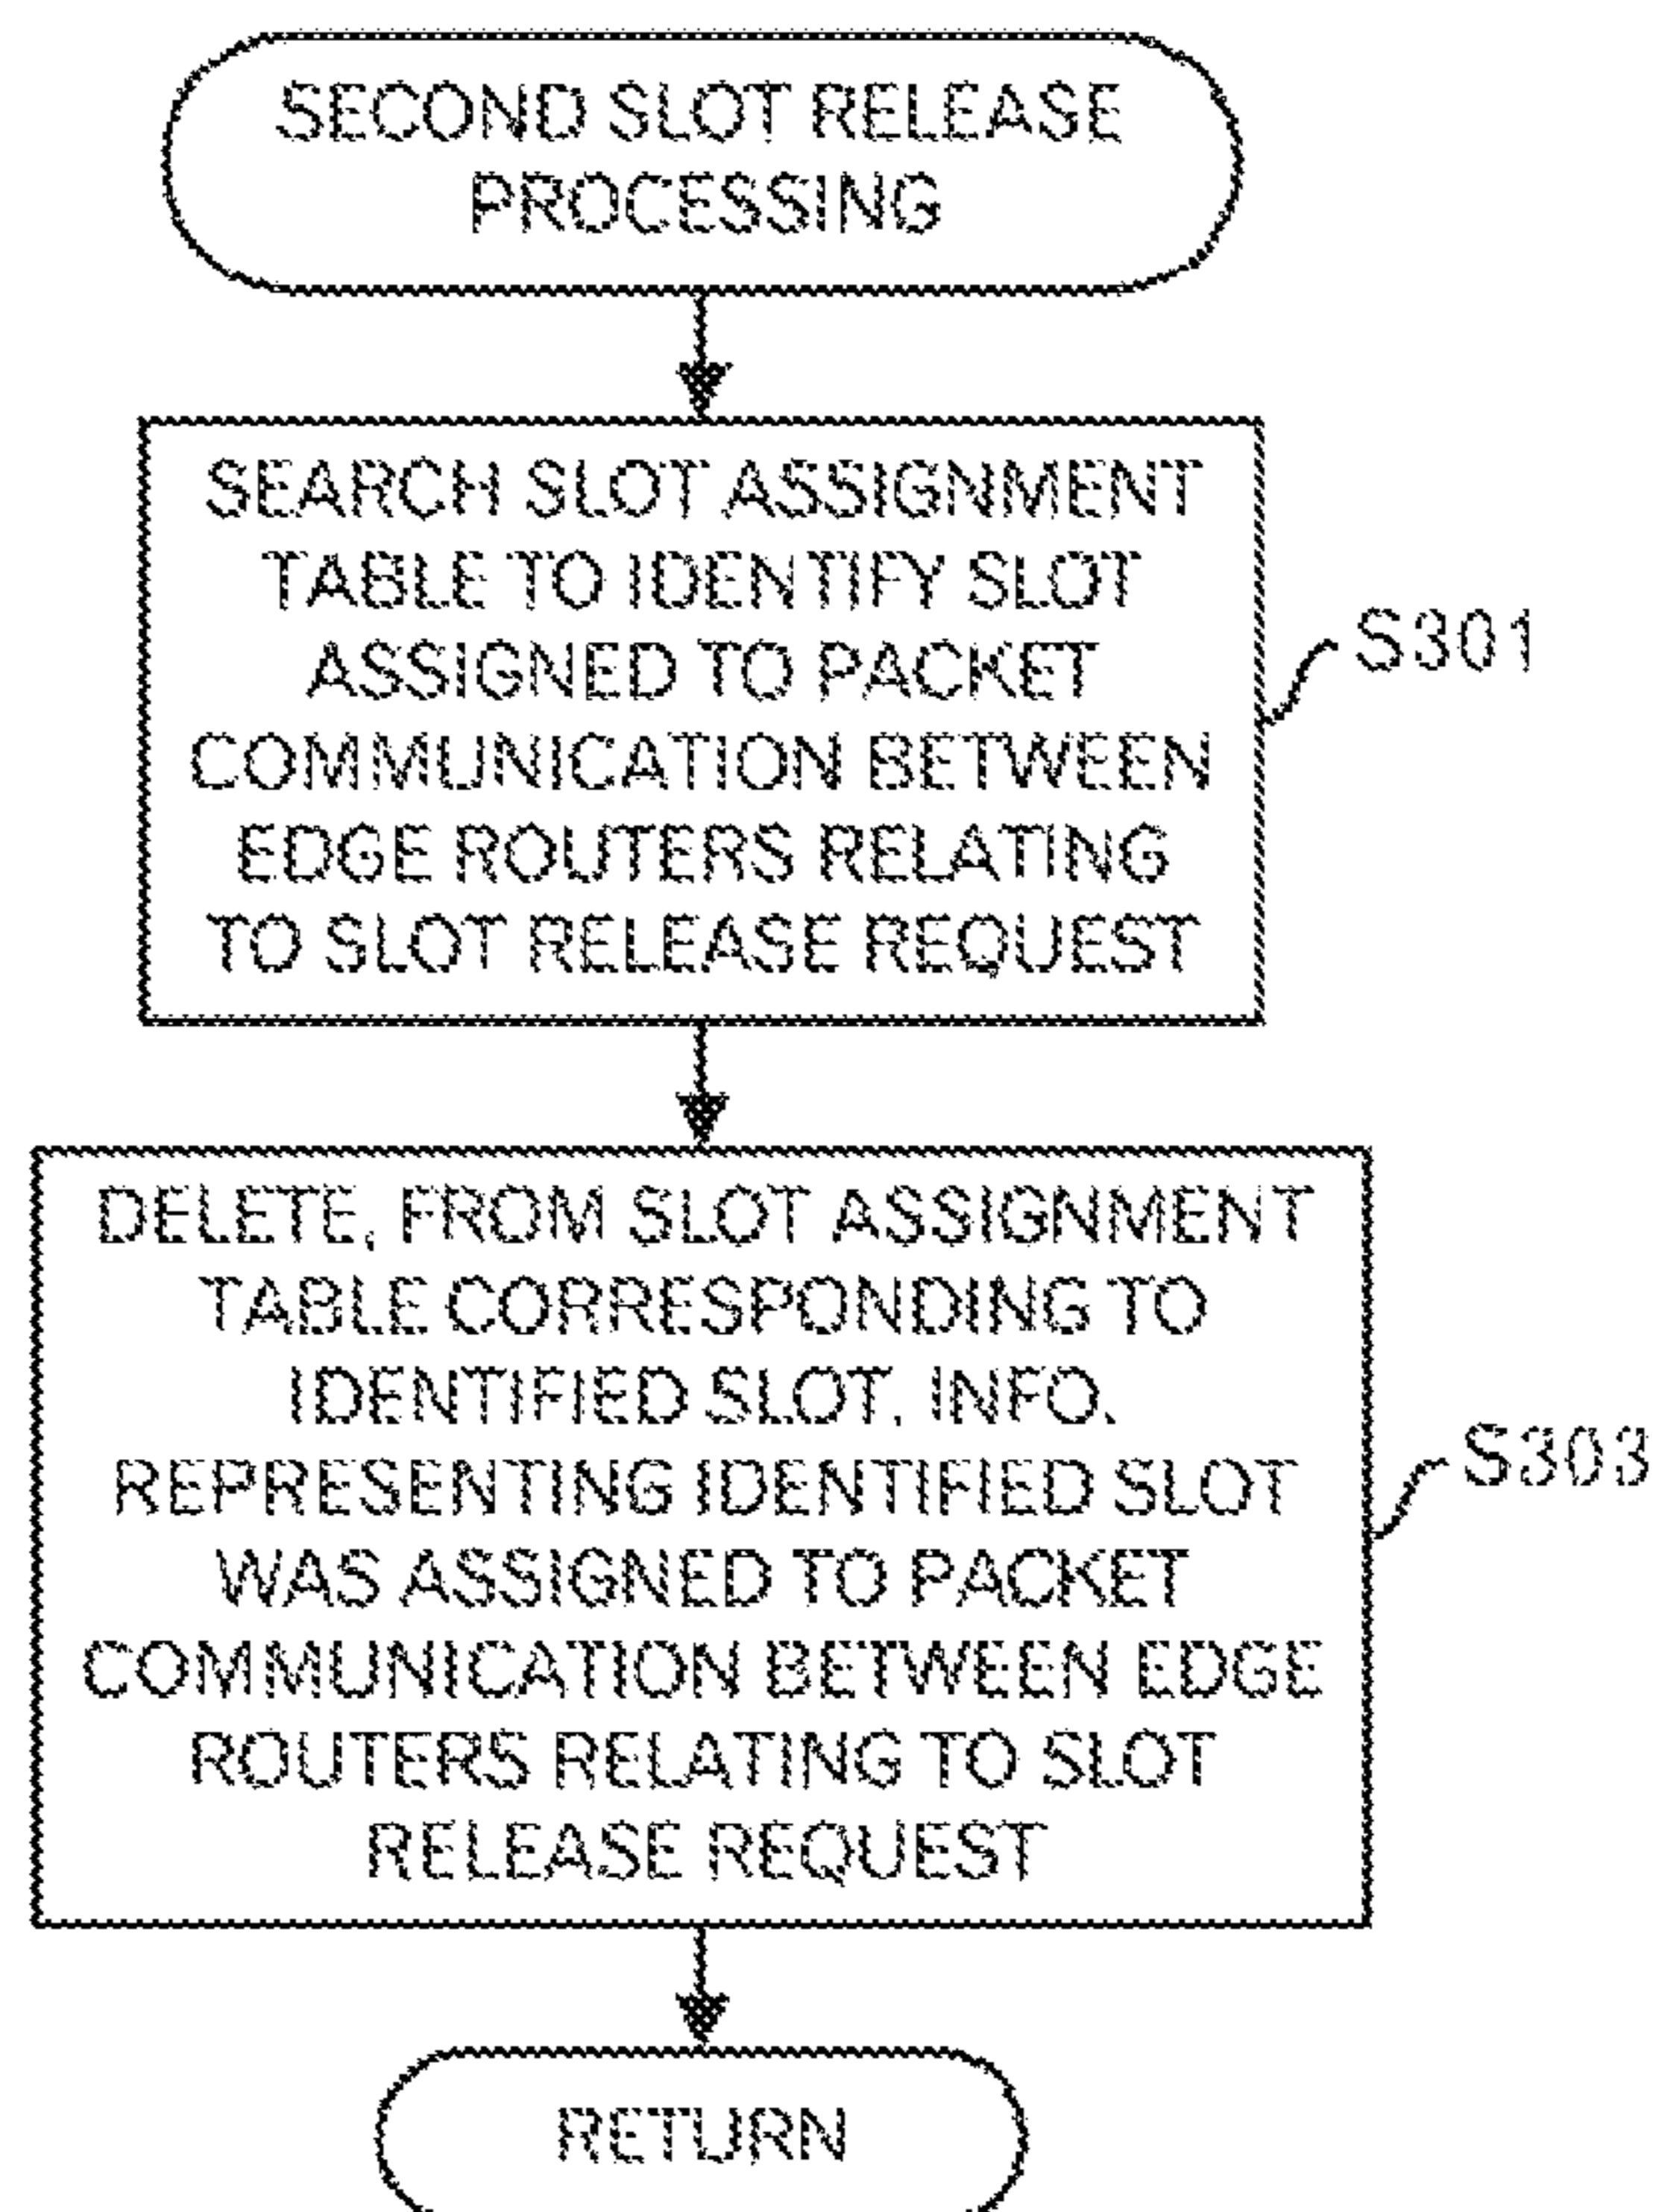 SECOND SLOT RELEASE
PROCESSING
SEARCH SLOT ASSIGNMENT
TABLE TO IDENTIFY SLOT
ASSIGNED TO PACKET
COMMUNICATION BETWEEN
EDGE ROUTERS RELATING
TO SLOT RELEASE REQUEST
S301
DELETE, FROM SLOT ASSIGNMENT
TABLE CORRESPONDING TO
IDENTIFIED SLOT, INFO.
REPRESENTING IDENTIFIED SLOT
WAS ASSIGNED TO PACKET
COMMUNICATION BETWEEN EDGE
ROUTERS RELATING TO SLOT
RELEASE REQUEST
S303
RETURN